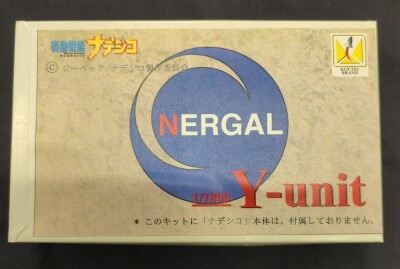 機動戦艦ナデシコ
© ジーベック/ナデシコ製作委員会
BRAND
NERGAL
Y-unit
* このキットに「ナデシコ」本体は、付属しておりません。